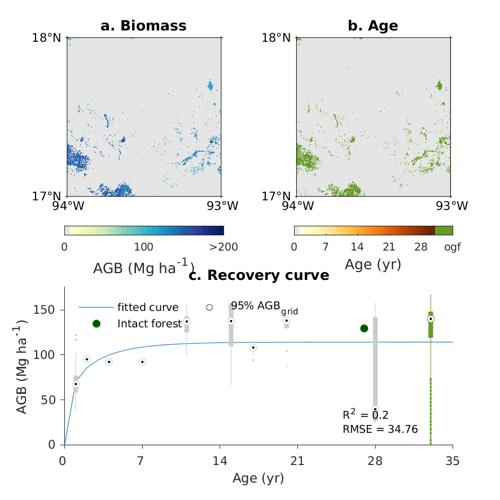 a. Biomass
b. Age
18°N
18°N
17°N
17°N
94°W
93°W
94°W
93°W
0
100
>200
0
7
14
21
28
ogf
AGB (Mg ha⁻¹)
Age (yr)
c. Recovery curve
fitted curve
95% AGB_grid
Intact forest
150
100
50
0
AGB (Mg ha⁻¹)
R² = 0.2
RMSE = 34.76
0
7
14
21
28
35
Age (yr)